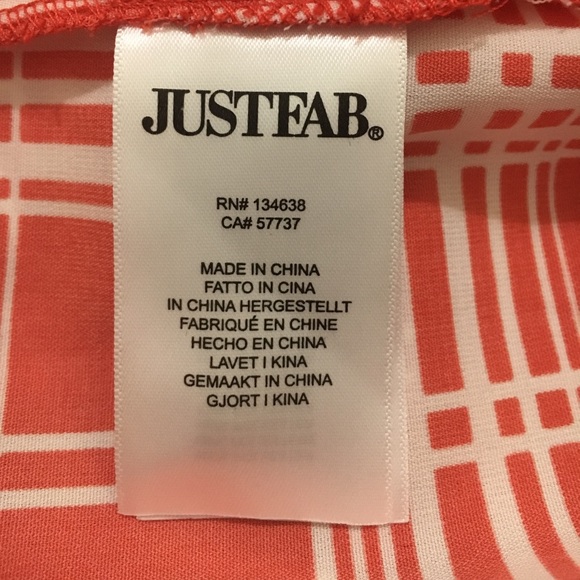 JUSTFAB®
RN# 134638
CA# 57737
MADE IN CHINA
FATTO IN CINA
IN CHINA HERGESTELLT
FABRIQUÉ EN CHINE
HECHO EN CHINA
LAVET I KINA
GEMAAKT IN CHINA
GJORT I KINA